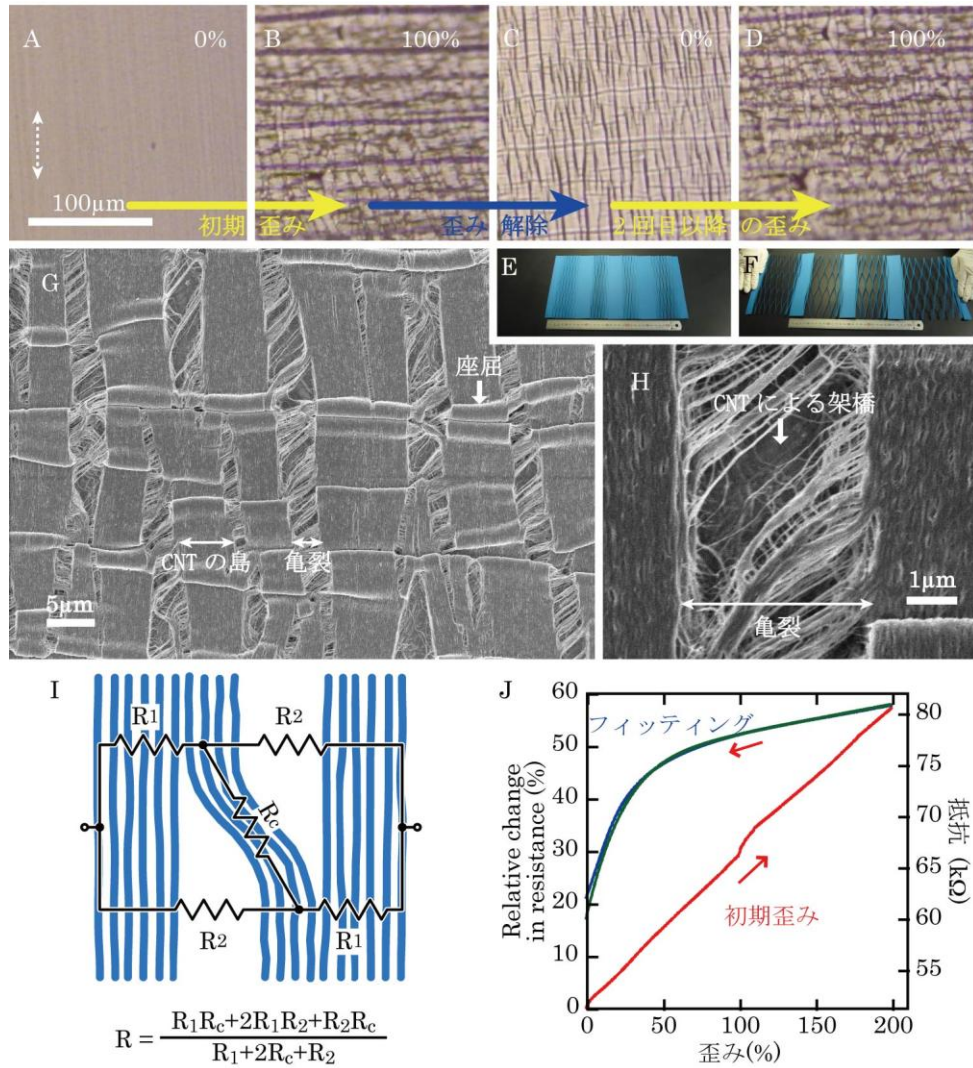 A
0%
B
100%
C
0%
D
100%
100μm
初期 歪み
歪み 解除
2回目以降 の歪み
E
F
G
座屈
CNT の島
亀裂
5μm
H
CNT による架橋
亀裂
1μm
I
R1
R2
Rc
R2
R1
R = R1Rc+2R1R2+R2Rc
R1+2Rc+R2
J
60
50
40
30
20
10
0
Relative change
in resistance (%)
フィッティング
初期歪み
80
70
65
60
55
抵抗 (kΩ)
0
50
100
150
200
歪み(%)